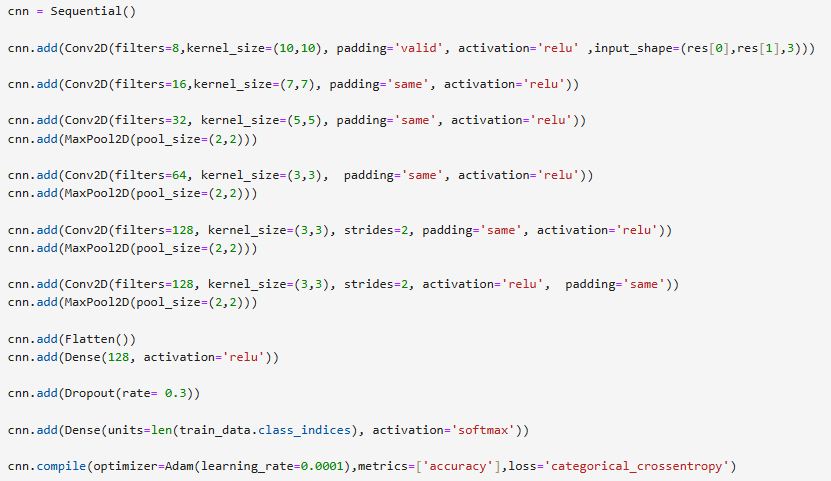 cnn = Sequential()
cnn.add(Conv2D(filters=8,kernel_size=(10,10), padding='valid', activation='relu' ,input_shape=(res[0],res[1],3)))
cnn.add(Conv2D(filters=16,kernel_size=(7,7), padding='same', activation='relu'))
cnn.add(Conv2D(filters=32, kernel_size=(5,5), padding='same', activation='relu'))
cnn.add(MaxPool2D(pool_size=(2,2)))
cnn.add(Conv2D(filters=64, kernel_size=(3,3),  padding='same', activation='relu'))
cnn.add(MaxPool2D(pool_size=(2,2)))
cnn.add(Conv2D(filters=128, kernel_size=(3,3), strides=2, padding='same', activation='relu'))
cnn.add(MaxPool2D(pool_size=(2,2)))
cnn.add(Conv2D(filters=128, kernel_size=(3,3), strides=2, activation='relu',  padding='same'))
cnn.add(MaxPool2D(pool_size=(2,2)))
cnn.add(Flatten())
cnn.add(Dense(128, activation='relu'))
cnn.add(Dropout(rate= 0.3))
cnn.add(Dense(units=len(train_data.class_indices), activation='softmax'))
cnn.compile(optimizer=Adam(learning_rate=0.0001),metrics=['accuracy'],loss='categorical_crossentropy')